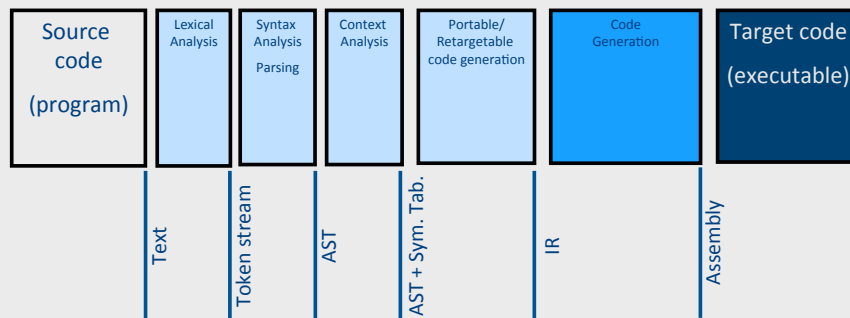 Source
code
(program)
Lexical
Analysis
Syntax
Analysis
Parsing
Context
Analysis
Portable/
Retargetable
code generation
Code
Generation
Target code
(executable)
Text
Token stream
AST
AST + Sym. Tab.
IR
Assembly